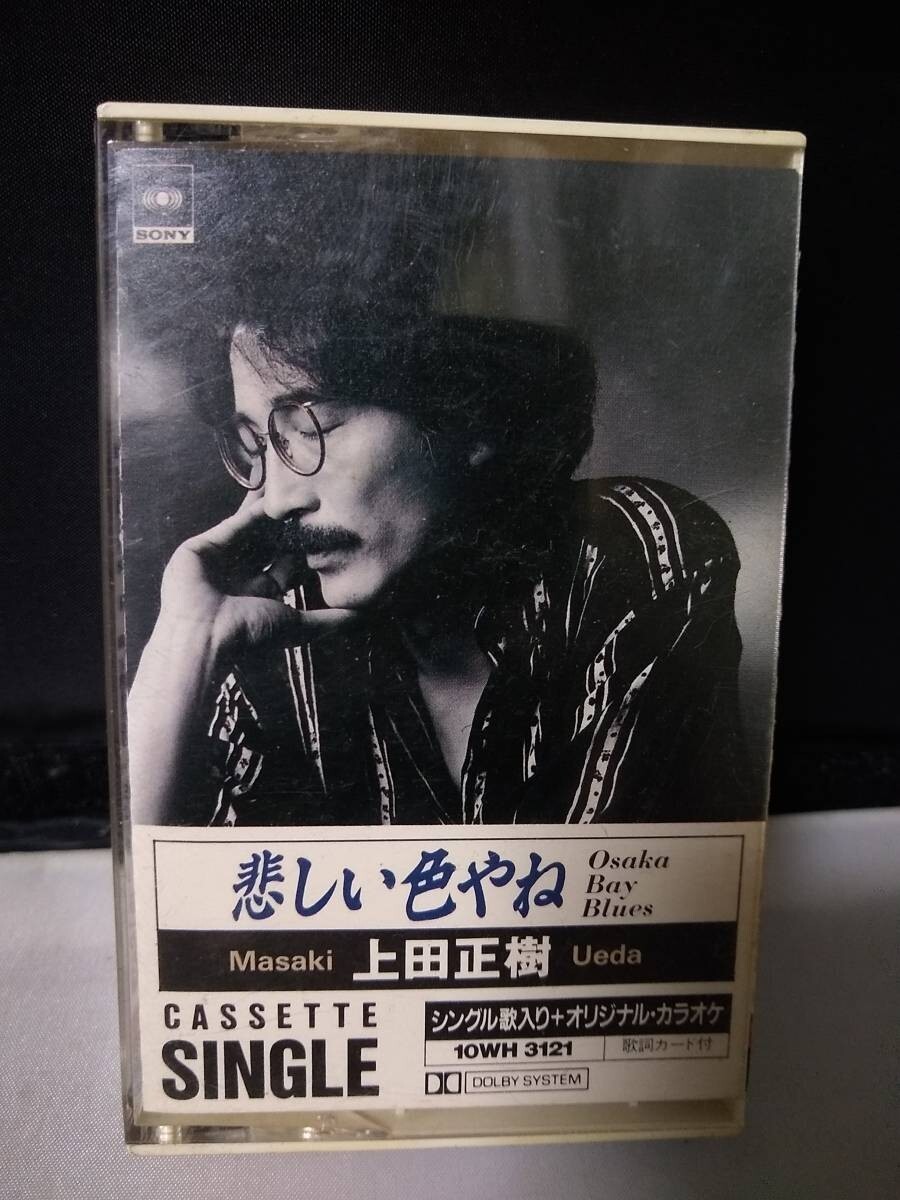 SONY
悲しい色やね
Osaka
Bay
Blues
Masaki 上田正樹 Ueda
CASSETTE
SINGLE
シングル歌入り+オリジナル・カラオケ
10WH 3121 歌詞カード付
DOLBY SYSTEM